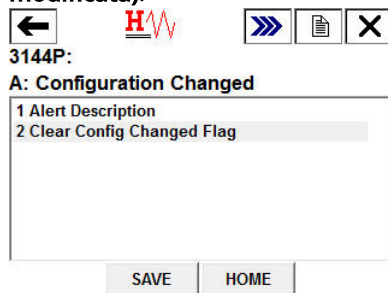 H
3144P:
A: Configuration Changed
1 Alert Description
2 Clear Config Changed Flag
SAVE HOME